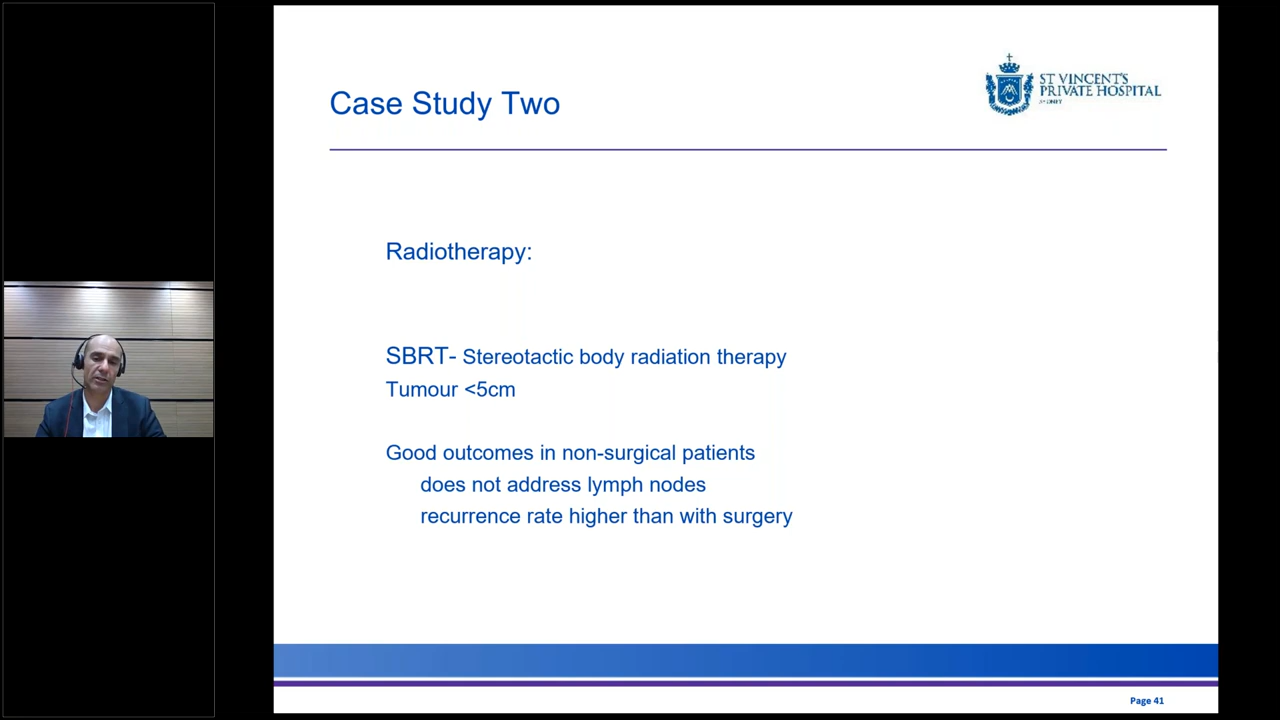 Case Study Two
ST VINCENT'S
PRIVATE HOSPITAL
SYDNEY
Radiotherapy:
SBRT- Stereotactic body radiation therapy
Tumour <5cm
Good outcomes in non-surgical patients
does not address lymph nodes
recurrence rate higher than with surgery
Page 41